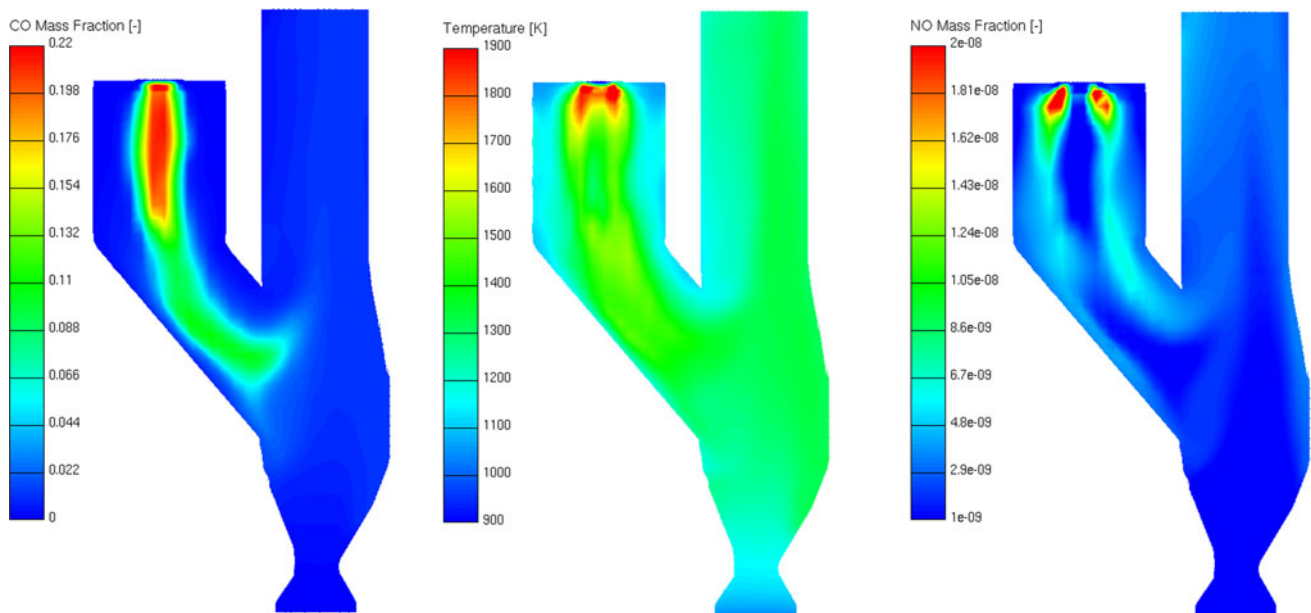 CO Mass Fraction [-]
0.22
0.198
0.176
0.154
0.132
0.11
0.088
0.066
0.044
0.022
0
Temperature [K]
1900
1800
1700
1600
1500
1400
1300
1200
1100
1000
900
NO Mass Fraction [-]
2e-08
1.81e-08
1.62e-08
1.43e-08
1.24e-08
1.05e-08
8.6e-09
6.7e-09
4.8e-09
2.9e-09
1e-09